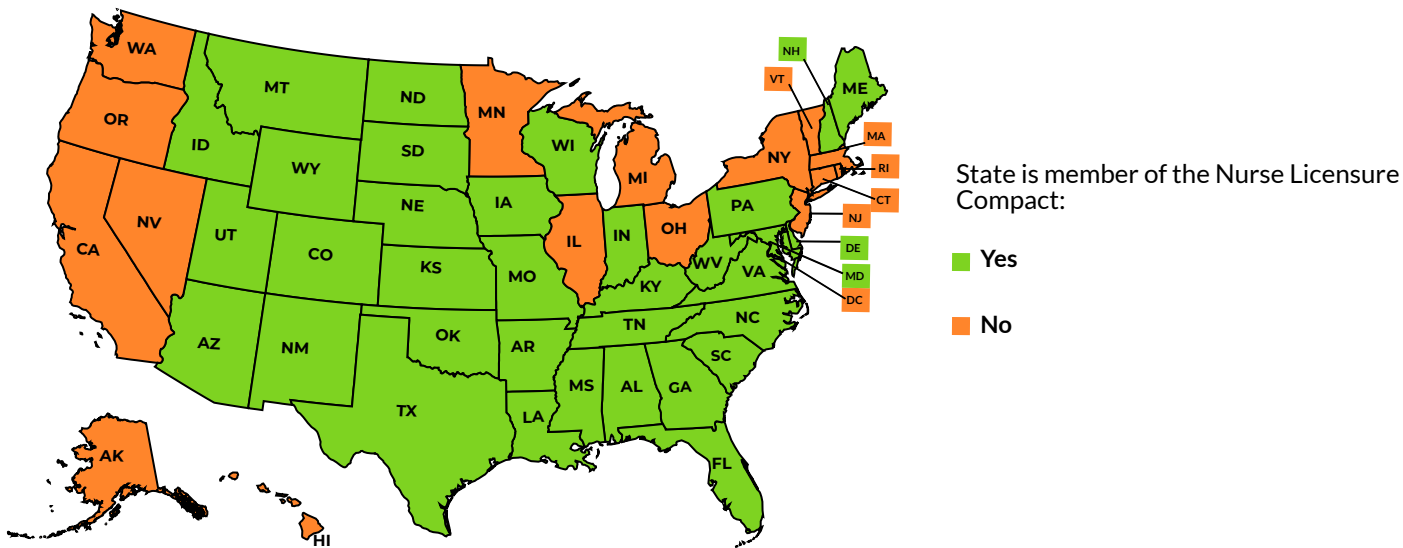 WA
MT
ND
MN
NH
VT
ME
OR
ID
SD
WI
NY
MA
WY
MI
RI
NE
IA
PA
CT
NV
UT
CO
IL
IN
OH
NJ
CA
KS
MO
WV
VA
DE
KY
MD
DC
AZ
NM
OK
AR
TN
NC
SC
TX
MS
AL
GA
LA
FL
AK
HI
State is member of the Nurse Licensure
Compact:
Yes
No